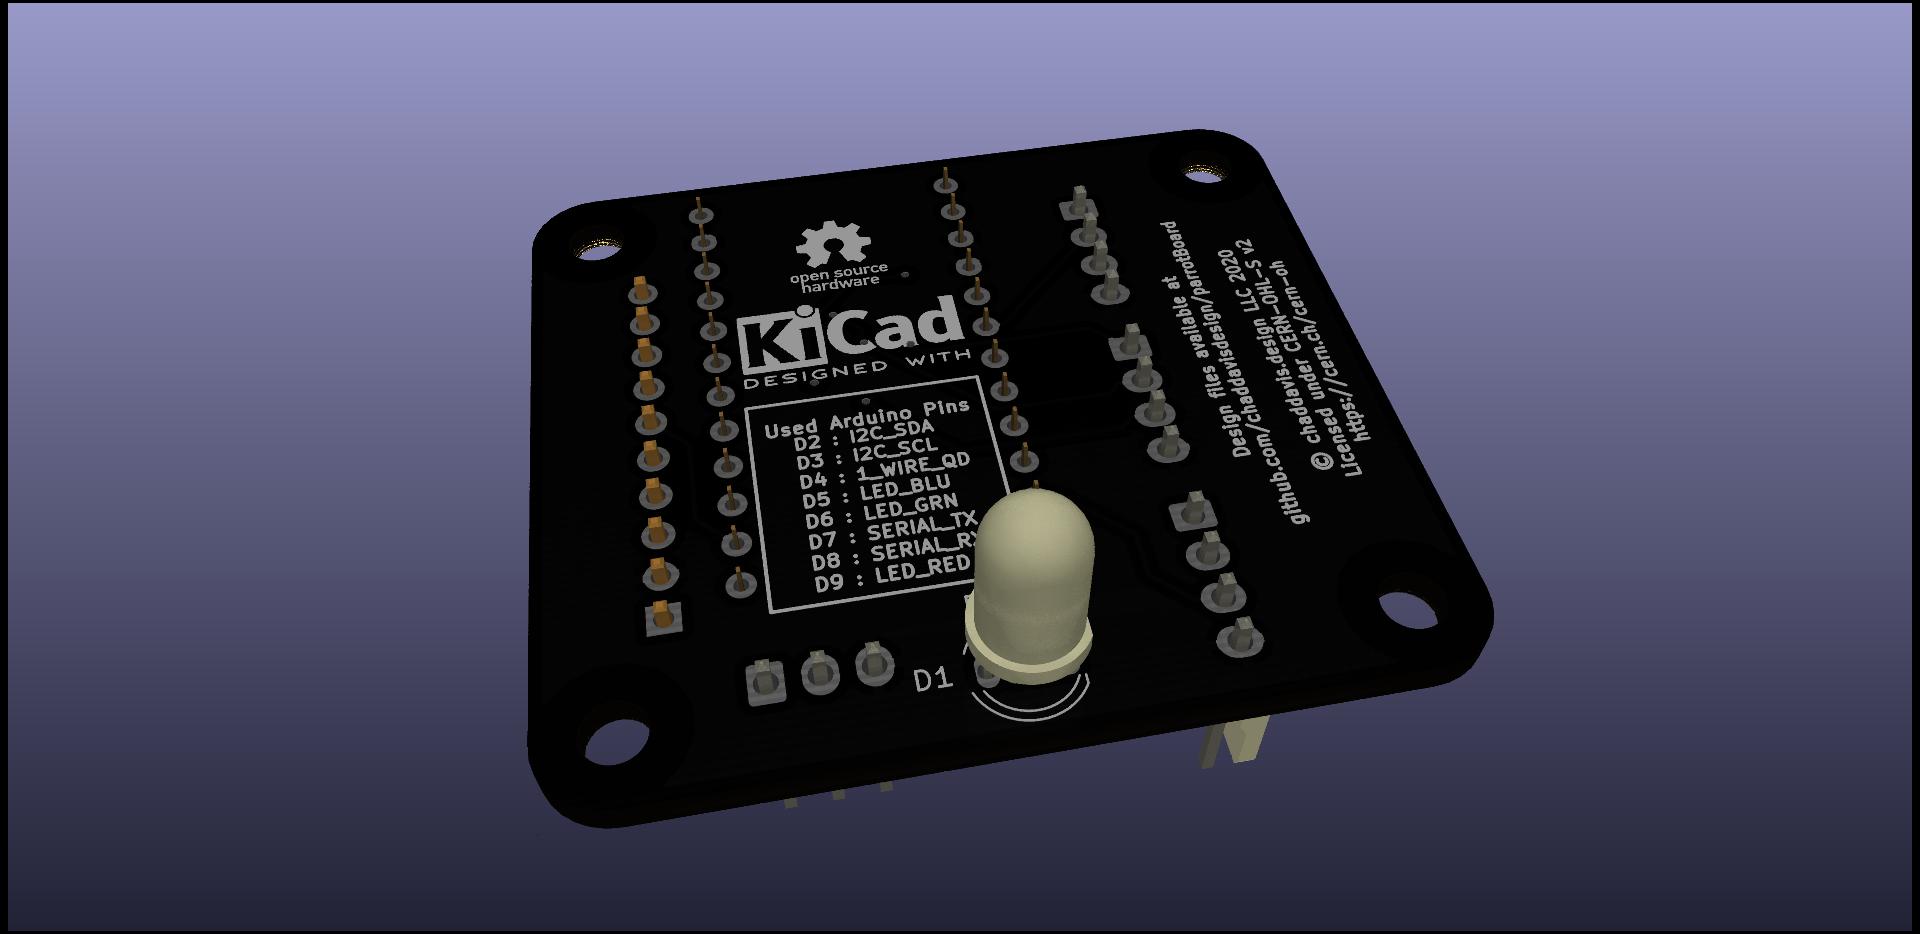 open source
hardware
KiCad
DESIGNED WITH
Used Arduino Pins
D2 : I2C_SDA
D3 : I2C_SCL
D4 : 1_WIRE_QD
D5 : LED_BLU
D6 : LED_GRN
D7 : SERIAL_TX
D8 : SERIAL_RX
D9 : LED_RED
D1
Design files available at
github.com/chaddavisdesign/parrotBoard
© chaddavis.design LLC 2020
Licensed under CERN-OHL-S v2
https://cern.ch/cern-oh